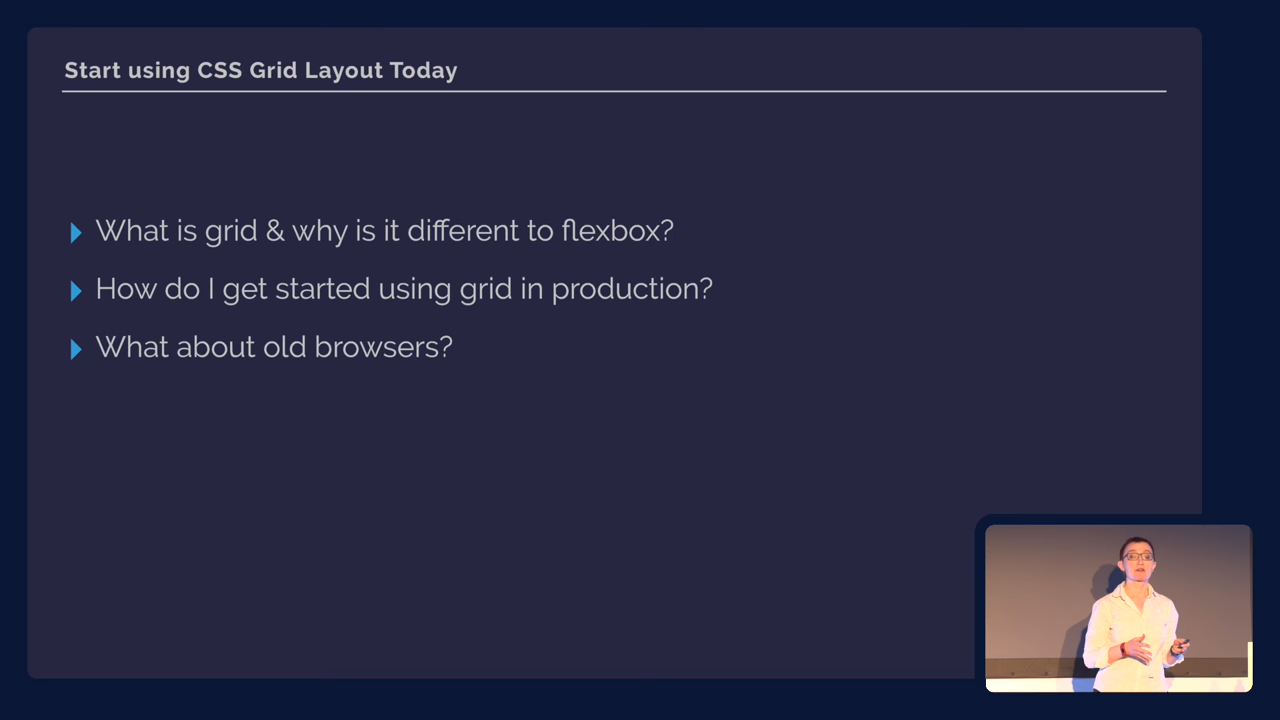 Start using CSS Grid Layout Today
What is grid & why is it different to flexbox?
How do I get started using grid in production?
What about old browsers?